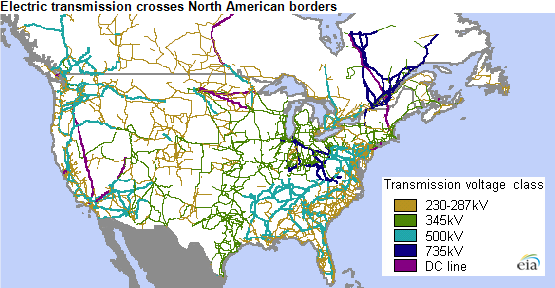 Electric transmission crosses North American borders
Transmission voltage class
230-287kV
345kV
500kV
735kV
DC line
eia